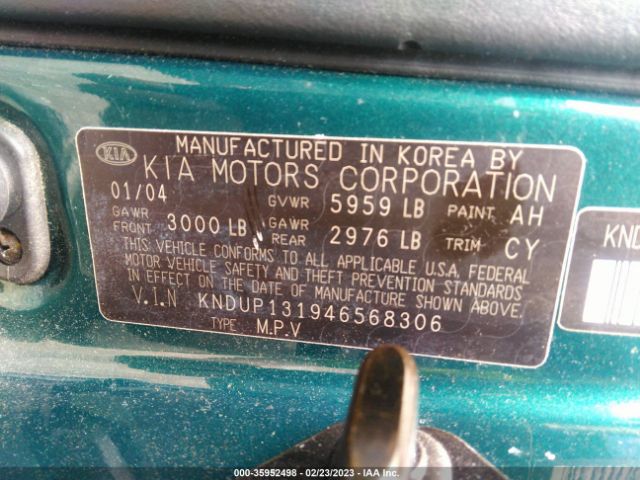 KIA MANUFACTURED IN KOREA BY
KIA MOTORS CORPORATION
01/04 GVWR 5959 LB PAINT AH
GAWR FRONT 3000 LB GAWR REAR 2976 LB TRIM CY
THIS VEHICLE CONFORMS TO ALL APPLICABLE U.S.A. FEDERAL
MOTOR VEHICLE SAFETY AND THEFT PREVENTION STANDARDS
IN EFFECT ON THE DATE OF MANUFACTURE SHOWN ABOVE.
V.I.N KNDUP131946568306
TYPE M.P.V
KND
000-35952498 - 02/23/2023 - IAA Inc.